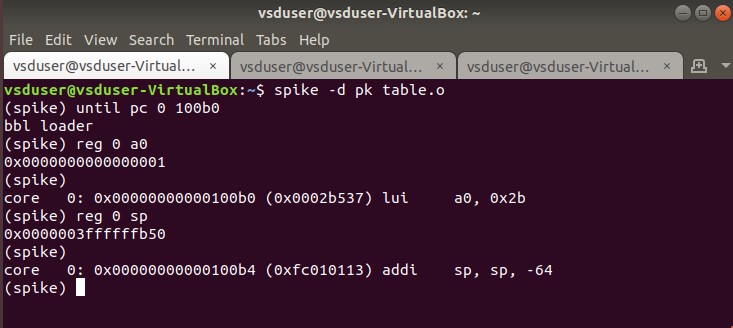 vsduser@vsduser-VirtualBox: ~
File Edit View Search Terminal Tabs Help
vsduser@vsduser-Virtual... × vsduser@vsduser-Virtual... × vsduser@vsduser-Virtual... ×
vsduser@vsduser-VirtualBox:~$ spike -d pk table.o
(spike) until pc 0 100b0
bbl loader
(spike) reg 0 a0
0x0000000000000001
(spike)
core   0: 0x00000000000100b0 (0x0002b537) lui     a0, 0x2b
(spike) reg 0 sp
0x0000003ffffffb50
(spike)
core   0: 0x00000000000100b4 (0xfc010113) addi    sp, sp, -64
(spike)